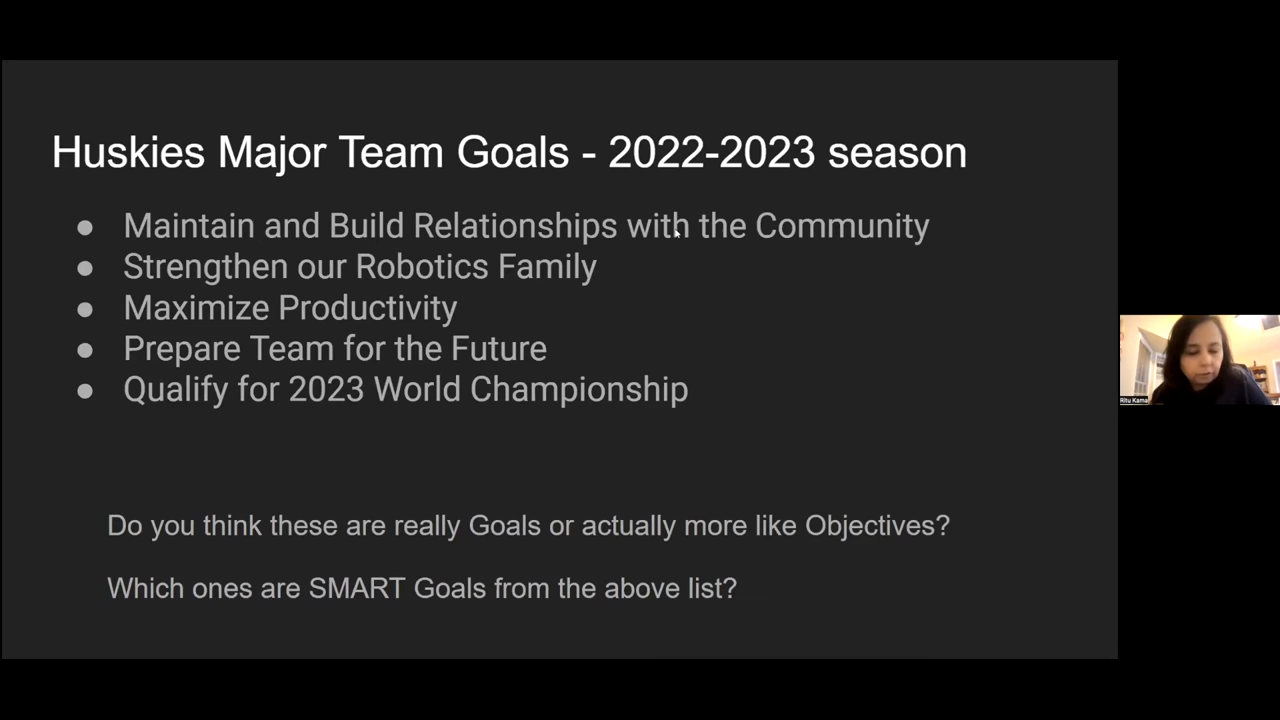 Huskies Major Team Goals - 2022-2023 season
● Maintain and Build Relationships with the Community
● Strengthen our Robotics Family
● Maximize Productivity
● Prepare Team for the Future
● Qualify for 2023 World Championship
Do you think these are really Goals or actually more like Objectives?
Which ones are SMART Goals from the above list?
Ritu Kama